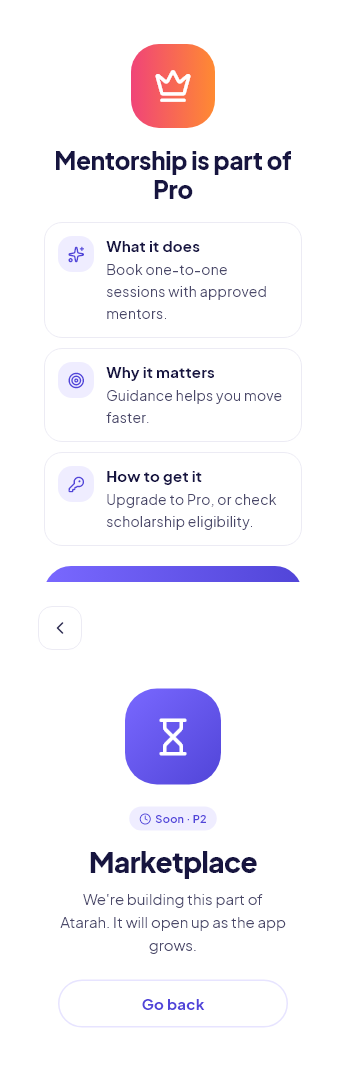 Mentorship is part of
Pro
What it does
Book one-to-one
sessions with approved
mentors.
Why it matters
Guidance helps you move
faster.
How to get it
Upgrade to Pro, or check
scholarship eligibility.
Soon · P2
Marketplace
We're building this part of
Atarah. It will open up as the app
grows.
Go back